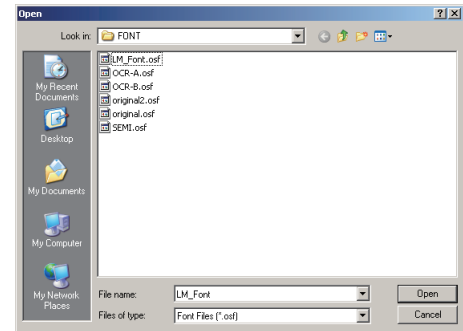 Open
Look in:
FONT
My Recent
Documents
Desktop
My Documents
My Computer
My Network
Places
LM_Font.osf
OCR-A.osf
OCR-B.osf
original2.osf
original.osf
SEMI.osf
File name:
LM_Font
Open
Files of type:
Font Files (*.osf)
Cancel